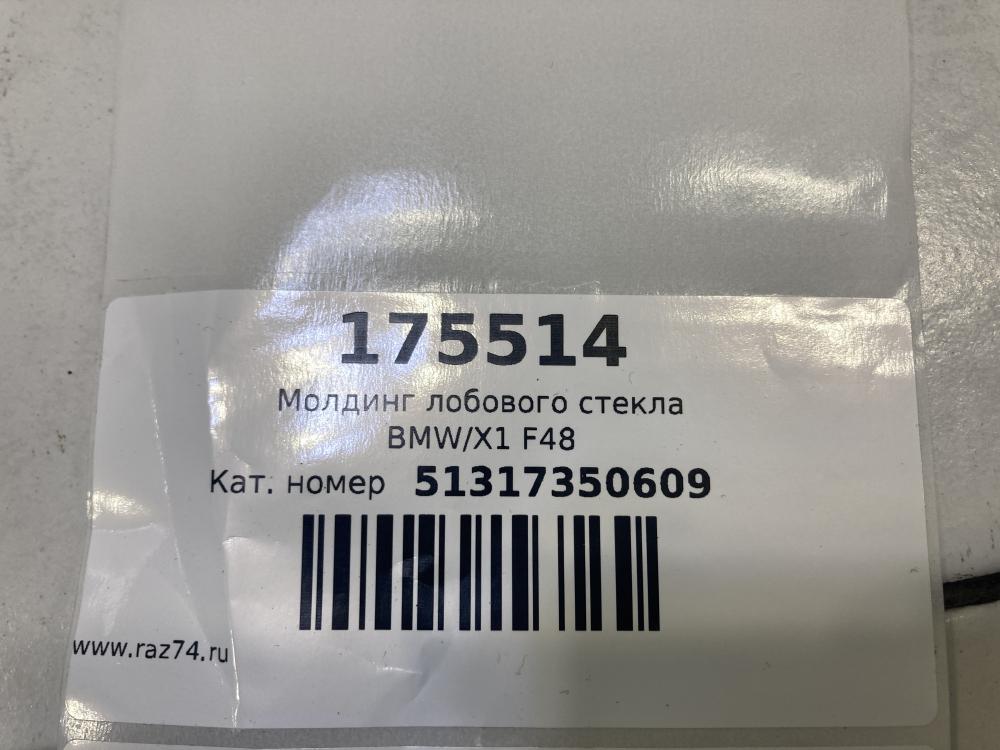 175514
Молдинг лобового стекла
BMW/X1 F48
Кат. номер 51317350609
www.raz74.ru